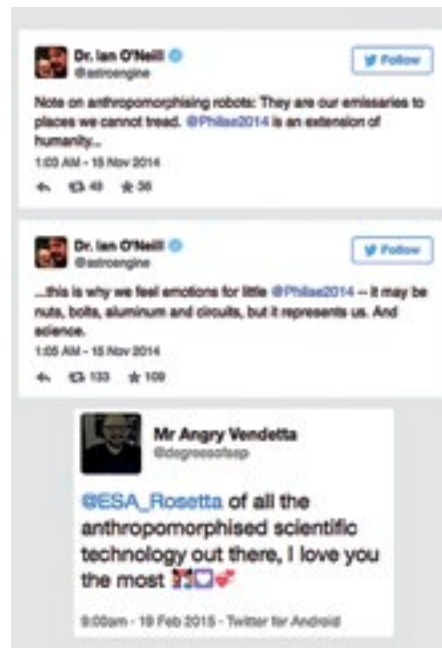 Dr. Ian O'Neill
@astroengine
Follow
Note on anthropomorphising robots: They are our emissaries to
places we cannot tread. @Philae2014 is an extension of
humanity...
1:03 AM - 15 Nov 2014
49 36
Dr. Ian O'Neill
@astroengine
Follow
...this is why we feel emotions for little @Philae2014 -- it may be
nuts, bolts, aluminum and circuits, but it represents us. And
science.
1:05 AM - 15 Nov 2014
133 109
Mr Angry Vendetta
@degreesofsep
@ESA_Rosetta of all the
anthropomorphised scientific
technology out there, I love you
the most
9:00am - 19 Feb 2015 - Twitter for Android